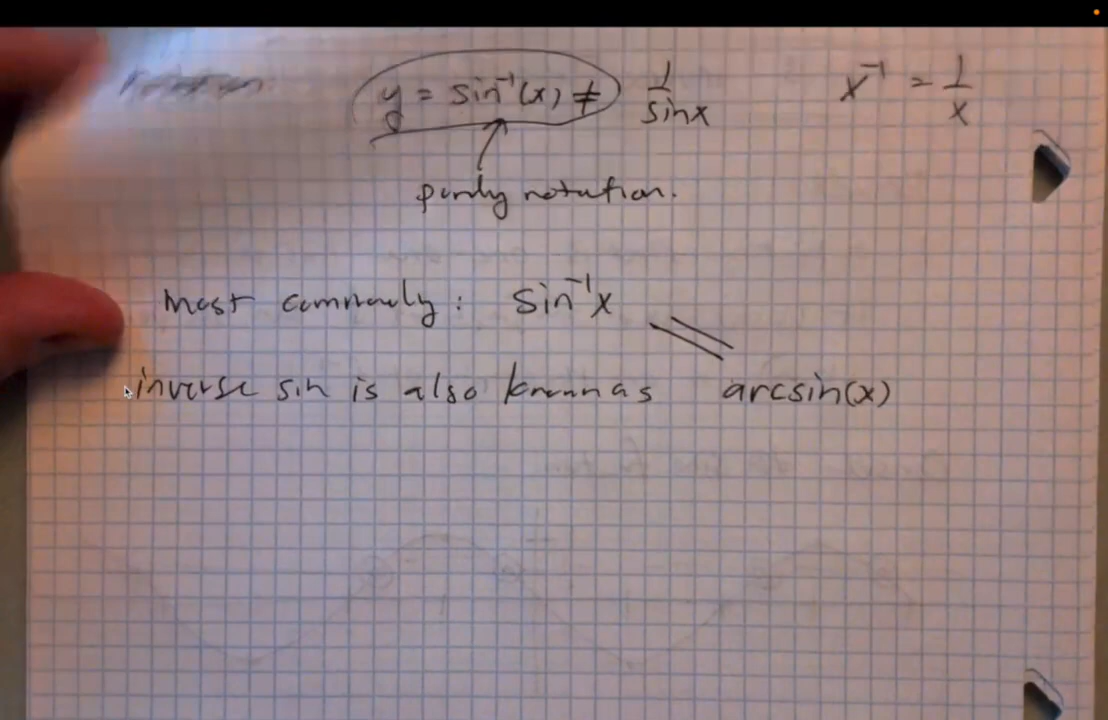 Notation: y = sin⁻¹(x) ≠ 1/sinx x⁻¹ = 1/x
purely notation.
Most commonly: sin⁻¹x
inverse sin is also known as = arcsin(x)